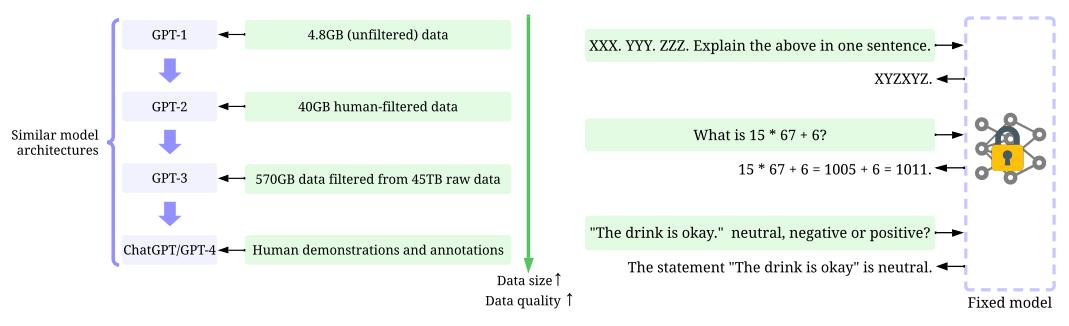 GPT-1
4.8GB (unfiltered) data
GPT-2
40GB human-filtered data
Similar model
architectures
GPT-3
570GB data filtered from 45TB raw data
ChatGPT/GPT-4
Human demonstrations and annotations
Data size↑
Data quality ↑
XXX. YYY. ZZZ. Explain the above in one sentence.
XYZXYZ.
What is 15 * 67 + 6?
15 * 67 + 6 = 1005 + 6 = 1011.
"The drink is okay."  neutral, negative or positive?
The statement "The drink is okay" is neutral.
Fixed model